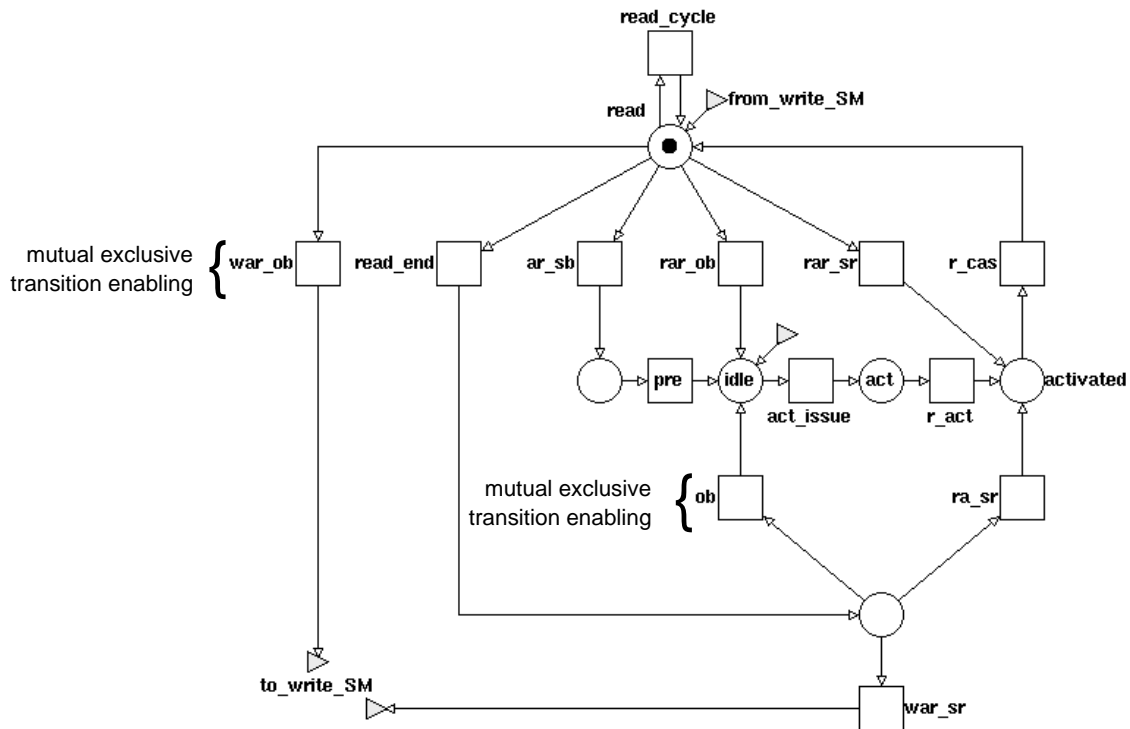 read_cycle
from_write_SM
read
mutual exclusive
transition enabling
{
war_ob
read_end
ar_sb
rar_ob
rar_sr
r_cas
pre
idle
act
activated
act_issue
r_act
mutual exclusive
transition enabling
{
ob
ra_sr
to_write_SM
war_sr